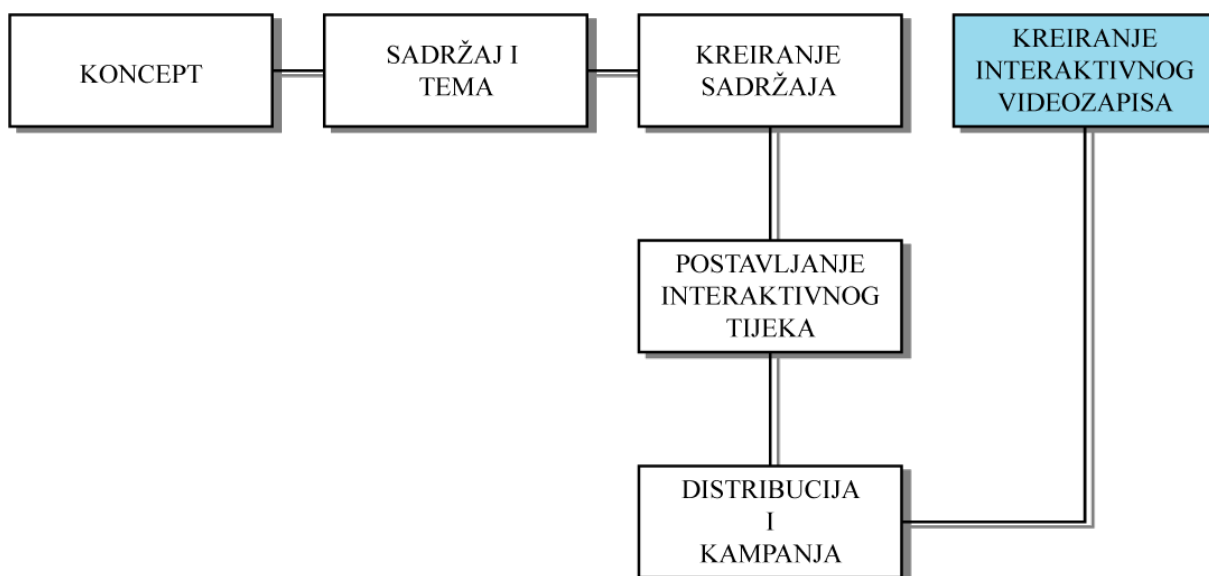 KONCEPT
SADRŽAJ I
TEMA
KREIRANJE
SADRŽAJA
KREIRANJE
INTERAKTIVNOG
VIDEOZAPISA
POSTAVLJANJE
INTERAKTIVNOG
TIJEKA
DISTRIBUCIJA
I
KAMPANJA